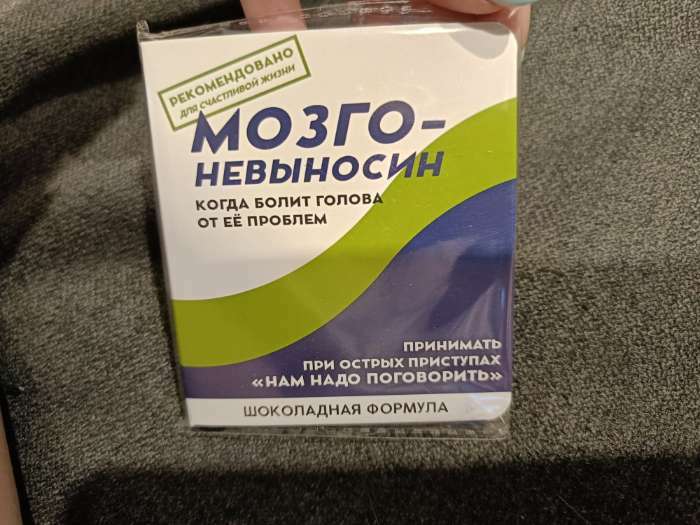 РЕКОМЕНДОВАНО
ДЛЯ СЧАСТЛИВОЙ ЖИЗНИ
МОЗГО-
НЕВЫНОСИН
КОГДА БОЛИТ ГОЛОВА
ОТ ЕЁ ПРОБЛЕМ
ПРИНИМАТЬ
ПРИ ОСТРЫХ ПРИСТУПАХ
«НАМ НАДО ПОГОВОРИТЬ»
ШОКОЛАДНАЯ ФОРМУЛА